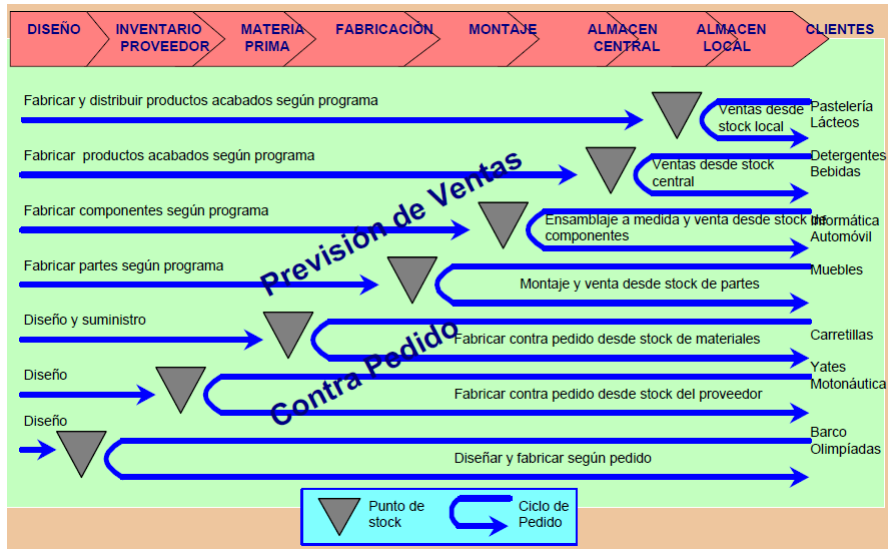 DISEÑO
INVENTARIO
PROVEEDOR
MATERIA
PRIMA
FABRICACIÓN
MONTAJE
ALMACEN
CENTRAL
ALMACEN
LOCAL
CLIENTES
Fabricar y distribuir productos acabados según programa
Ventas desde
stock local
Pastelería
Lácteos
Fabricar productos acabados según programa
Ventas desde stock
central
Detergentes
Bebidas
Fabricar componentes según programa
Ensamblaje a medida y venta desde stock de
componentes
Informática
Automóvil
Previsión de Ventas
Fabricar partes según programa
Montaje y venta desde stock de partes
Muebles
Diseño y suministro
Fabricar contra pedido desde stock de materiales
Carretillas
Contra Pedido
Diseño
Fabricar contra pedido desde stock del proveedor
Yates
Motonáutica
Diseño
Diseñar y fabricar según pedido
Barco
Olimpíadas
Punto de
stock
Ciclo de
Pedido